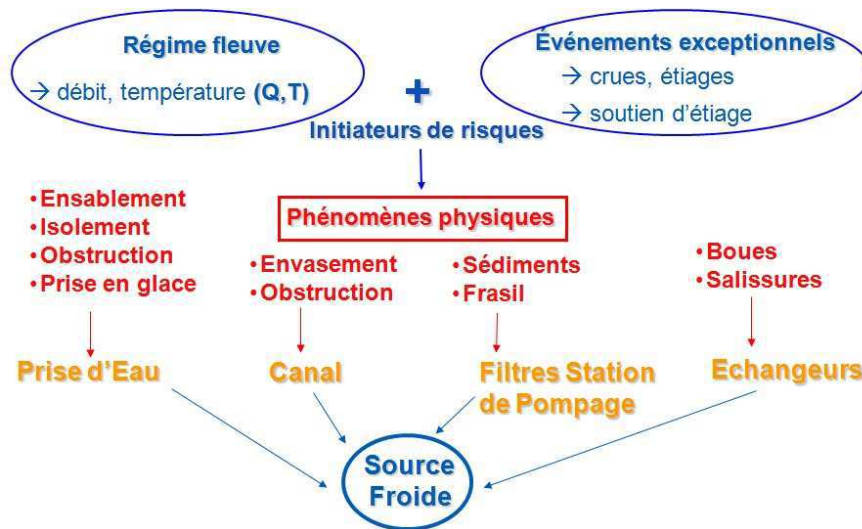 Régime fleuve
→ débit, température (Q,T)
+
Événements exceptionnels
→ crues, étiages
→ soutien d'étiage
Initiateurs de risques
Phénomènes physiques
•Ensablement
•Isolement
•Obstruction
•Prise en glace
•Envasement
•Obstruction
•Sédiments
•Frasil
•Boues
•Salissures
Prise d'Eau
Canal
Filtres Station
de Pompage
Echangeurs
Source
Froide